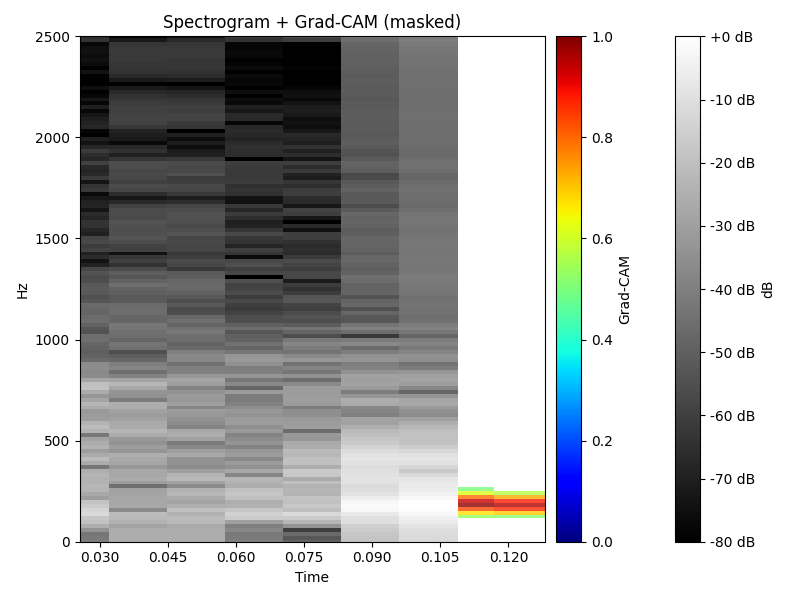 Spectrogram + Grad-CAM (masked)
2500
2000
1500
1000
500
0
Hz
0.030
0.045
0.060
0.075
0.090
0.105
0.120
Time
1.0
0.8
0.6
0.4
0.2
0.0
Grad-CAM
+0 dB
-10 dB
-20 dB
-30 dB
-40 dB
-50 dB
-60 dB
-70 dB
-80 dB
dB